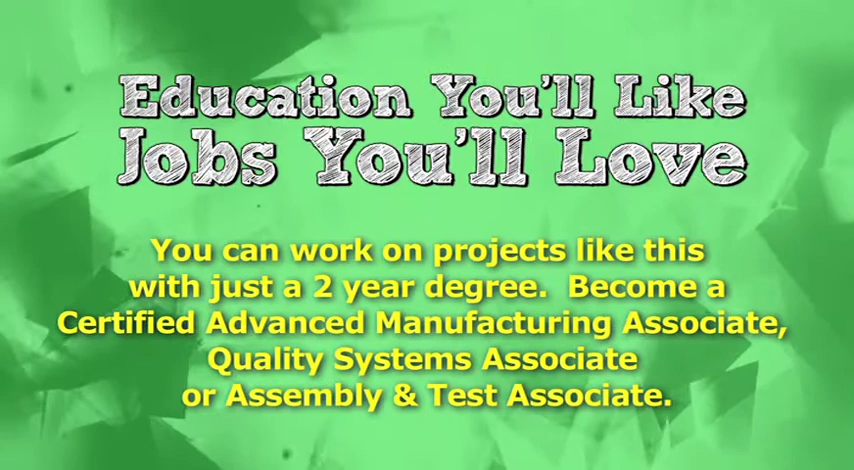 Education You'll Like
Jobs You'll Love
You can work on projects like this
with just a 2 year degree.  Become a
Certified Advanced Manufacturing Associate,
Quality Systems Associate
or Assembly & Test Associate.